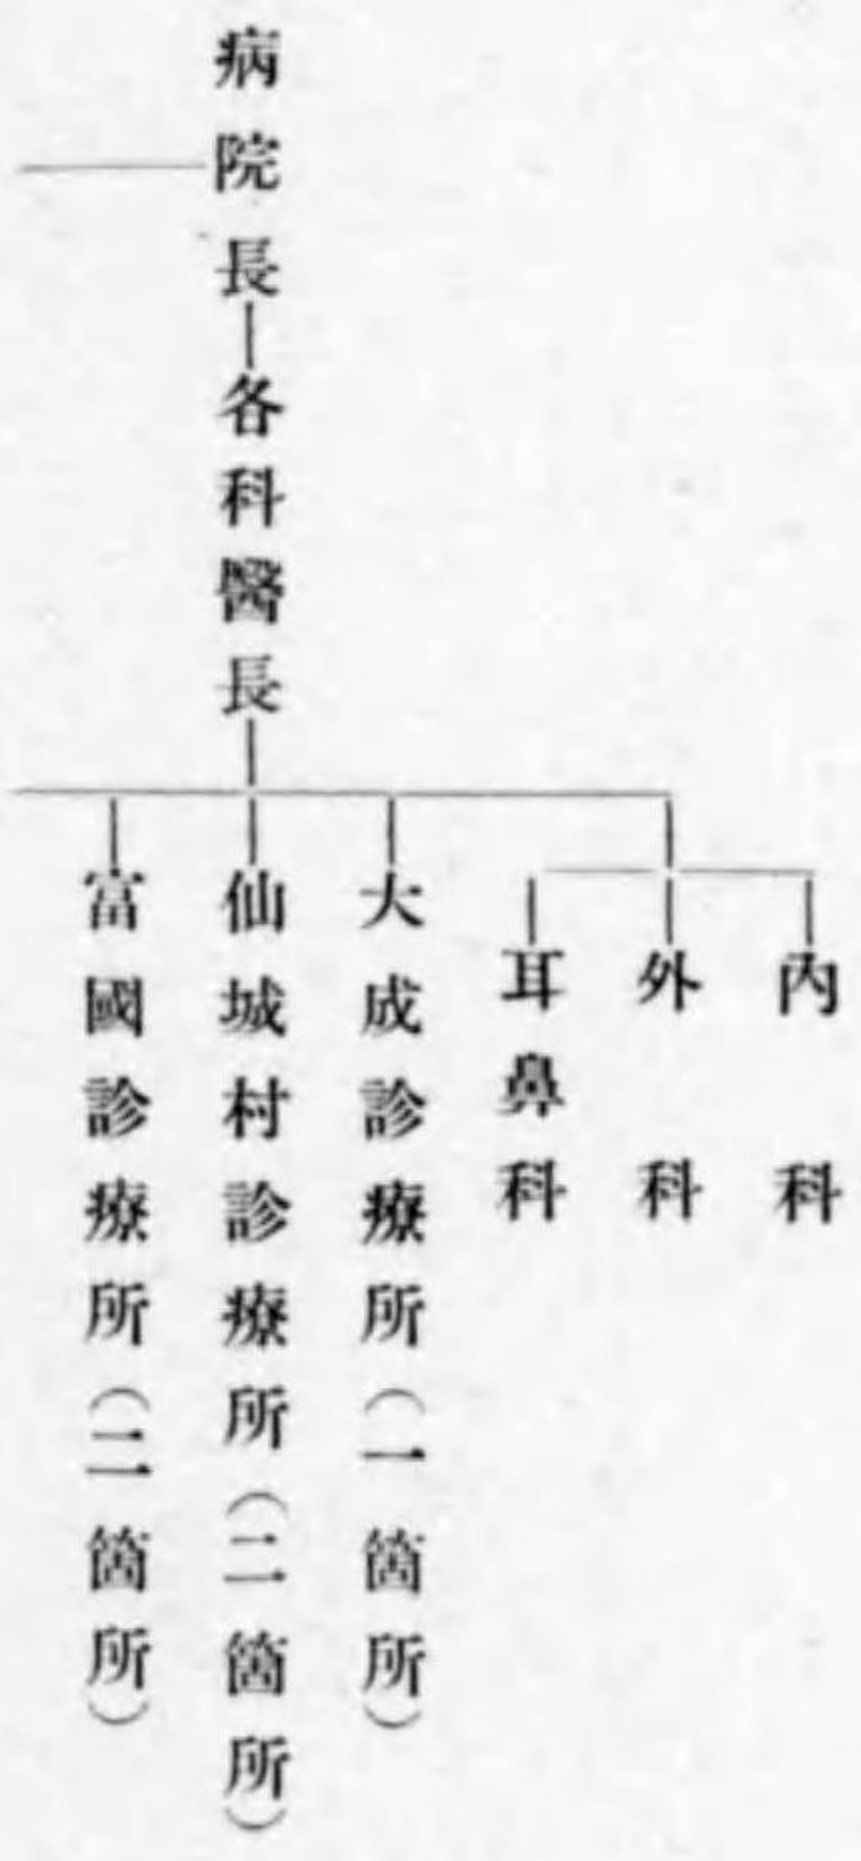 內科
外科
耳鼻科
大成診療所(一箇所)
病院長—各科醫長
仙城村診療所(二箇所)
富國診療所(二箇所)